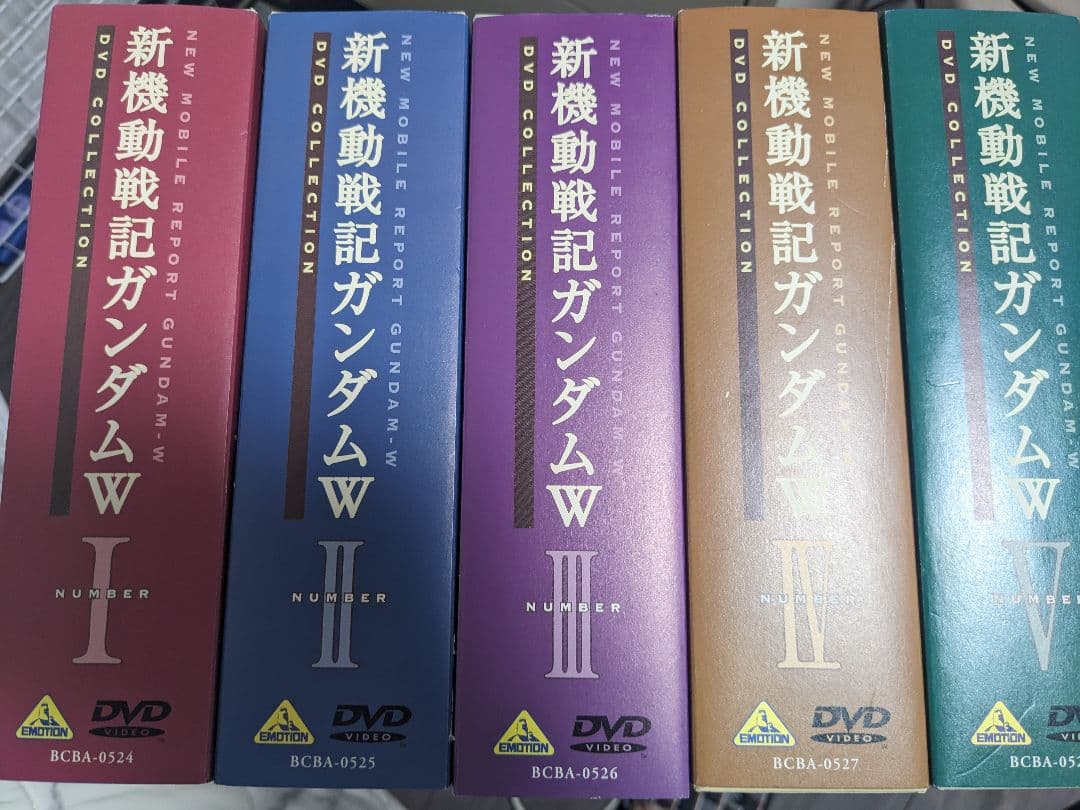 NEW MOBILE REPORT GUNDAM-W
新機動戦記ガンダムW
DVD COLLECTION
I
NUMBER
EMOTION
DVD
VIDEO
BCBA-0524
NEW MOBILE REPORT GUNDAM-W
新機動戦記ガンダムW
DVD COLLECTION
II
NUMBER
EMOTION
DVD
VIDEO
BCBA-0525
NEW MOBILE REPORT GUNDAM-W
新機動戦記ガンダムW
DVD COLLECTION
III
NUMBER
EMOTION
DVD
VIDEO
BCBA-0526
NEW MOBILE REPORT GUNDAM-W
新機動戦記ガンダムW
DVD COLLECTION
IV
NUMBER
EMOTION
DVD
VIDEO
BCBA-0527
NEW MOBILE REPORT GUNDAM-W
新機動戦記ガンダムW
DVD COLLECTION
V
NUMBER
EMOTION